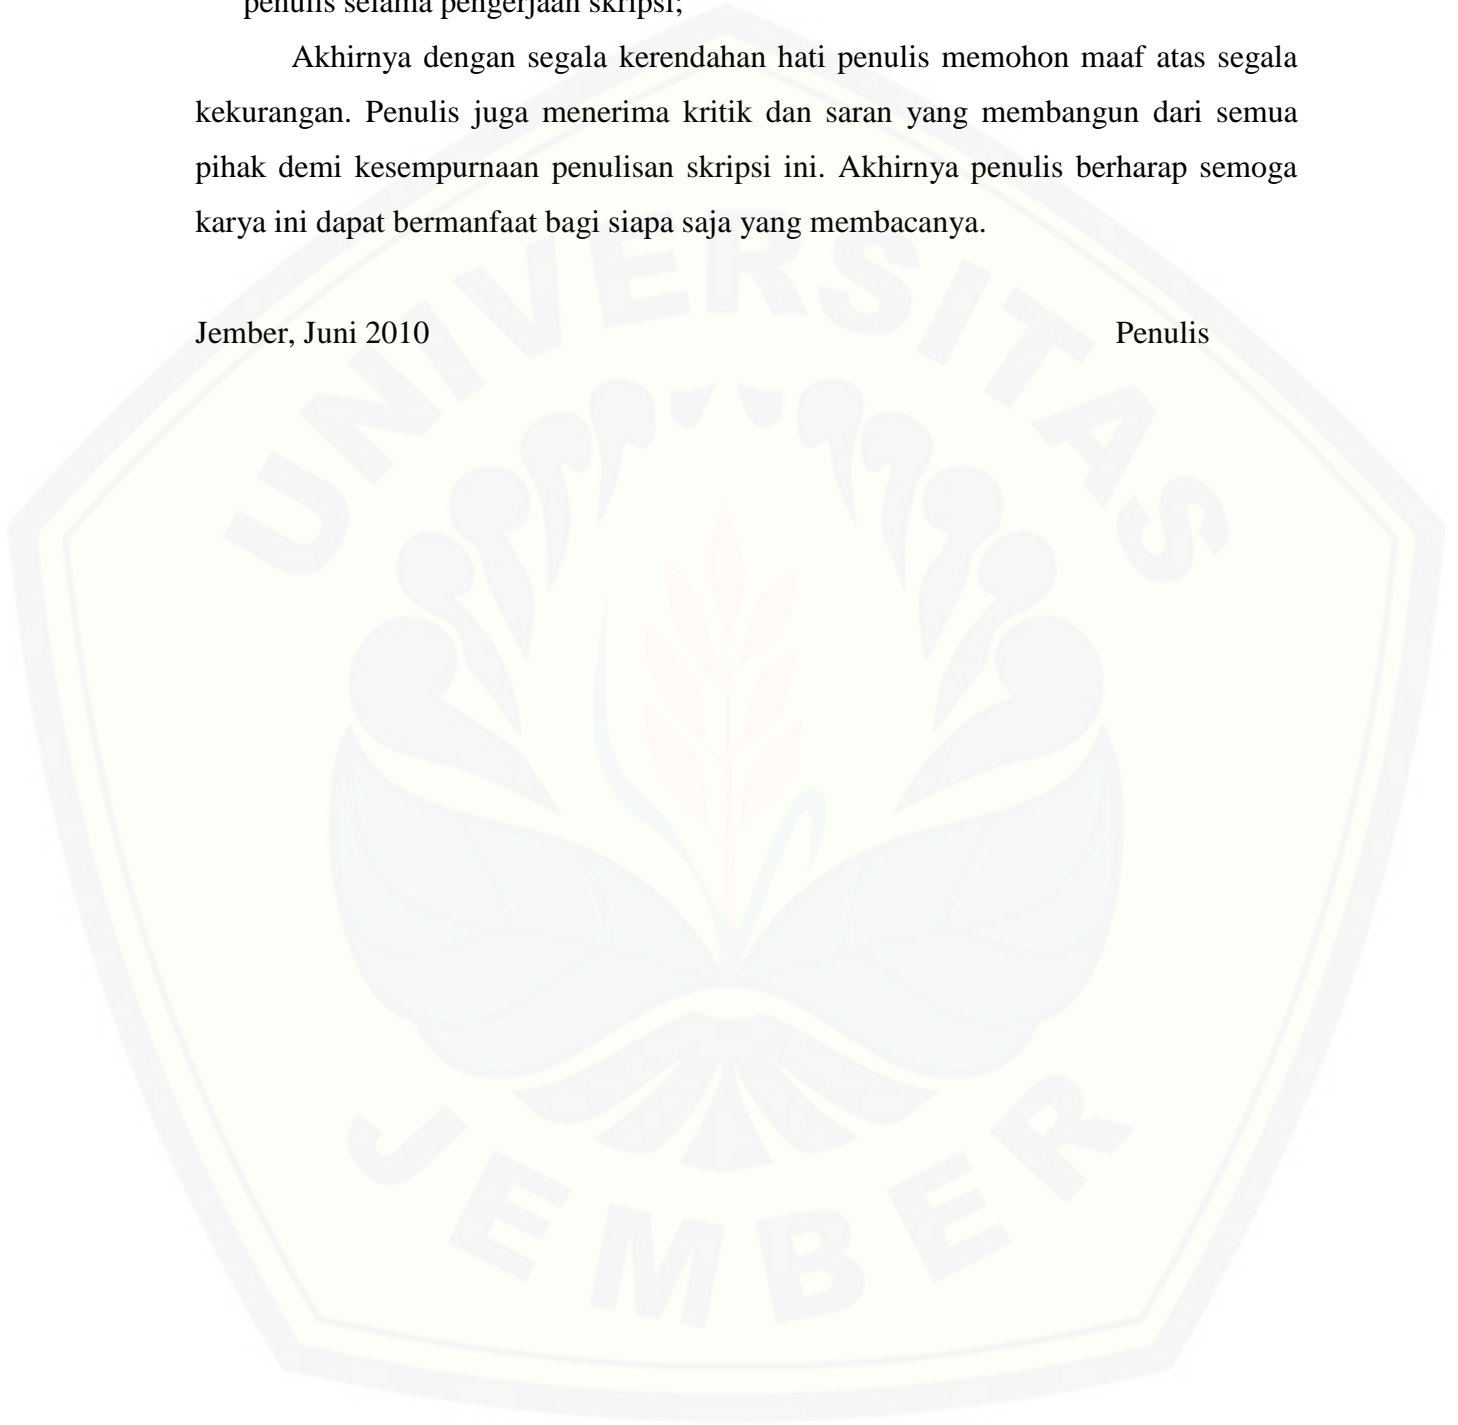 penulis selama pengerjaan skripsi;
Akhirnya dengan segala kerendahan hati penulis memohon maaf atas segala
kekurangan. Penulis juga menerima kritik dan saran yang membangun dari semua
pihak demi kesempurnaan penulisan skripsi ini. Akhirnya penulis berharap semoga
karya ini dapat bermanfaat bagi siapa saja yang membacanya.
Jember, Juni 2010 Penulis
UNIVERSITAS
JEMBER